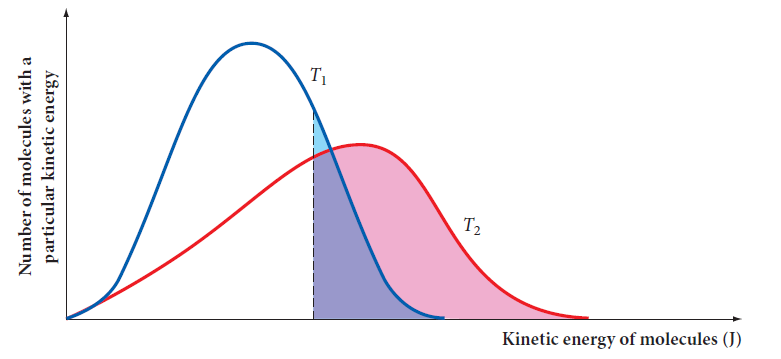 Number of molecules with a
particular kinetic energy
T1
T2
Kinetic energy of molecules (J)